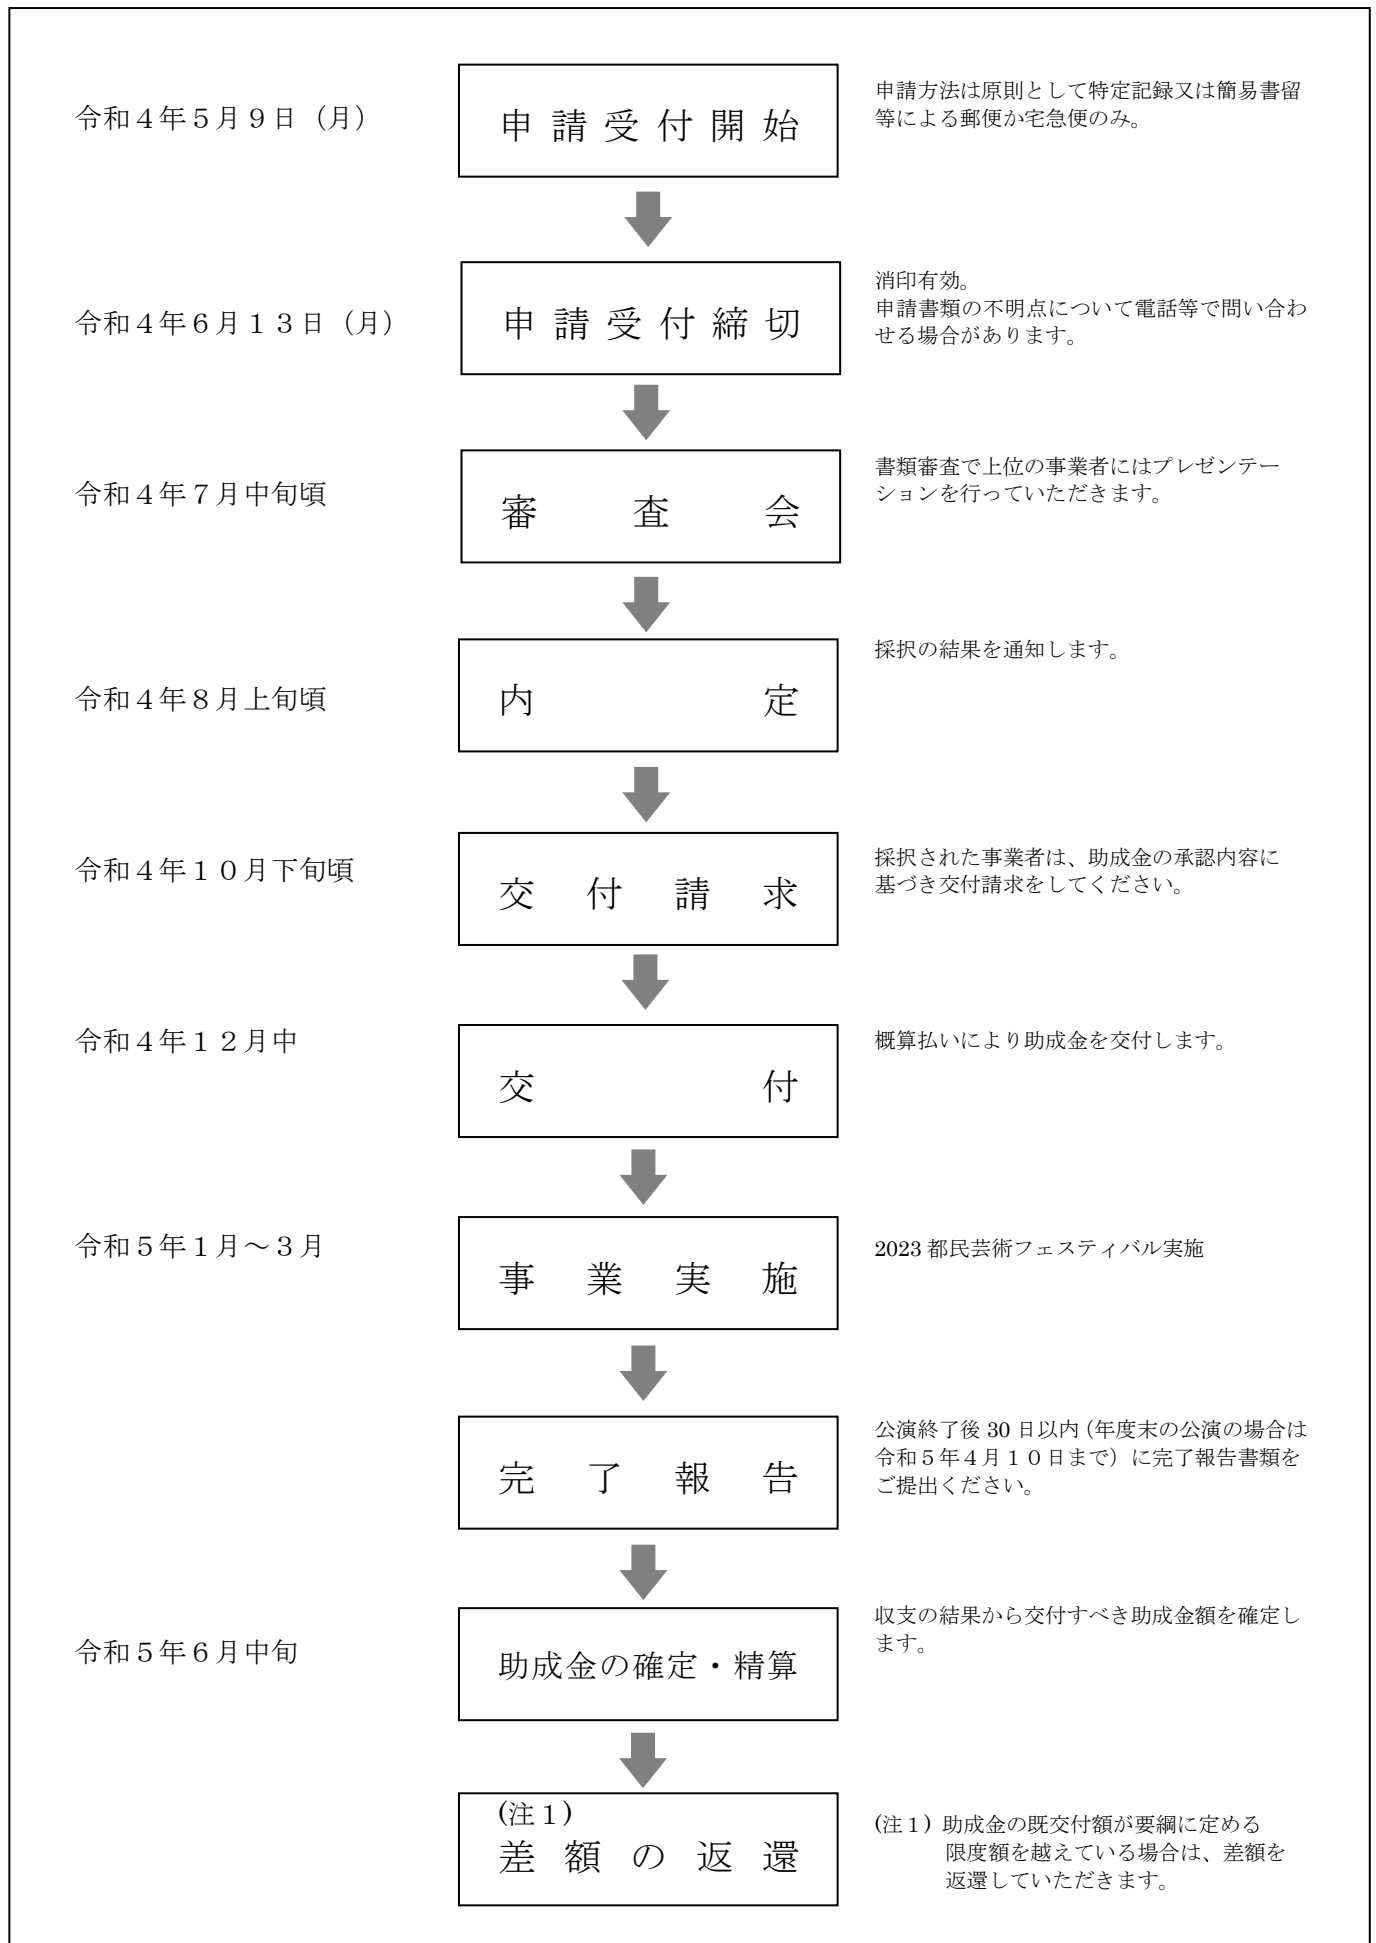 令和４年５月９日（月）
申請受付開始
申請方法は原則として特定記録又は簡易書留
等による郵便か宅急便のみ。
令和４年６月１３日（月）
申請受付締切
消印有効。
申請書類の不明点について電話等で問い合わ
せる場合があります。
令和４年７月中旬頃
審査会
書類審査で上位の事業者にはプレゼンテー
ションを行っていただきます。
令和４年８月上旬頃
内定
採択の結果を通知します。
令和４年１０月下旬頃
交付請求
採択された事業者は、助成金の承認内容に
基づき交付請求をしてください。
令和４年１２月中
交付
概算払いにより助成金を交付します。
令和５年１月～３月
事業実施
2023 都民芸術フェスティバル実施
完了報告
公演終了後 30 日以内（年度末の公演の場合は
令和５年４月１０日まで）に完了報告書類を
ご提出ください。
令和５年６月中旬
助成金の確定・精算
収支の結果から交付すべき助成金額を確定し
ます。
(注１)
差額の返還
(注１) 助成金の既交付額が要綱に定める
限度額を越えている場合は、差額を
返還していただきます。